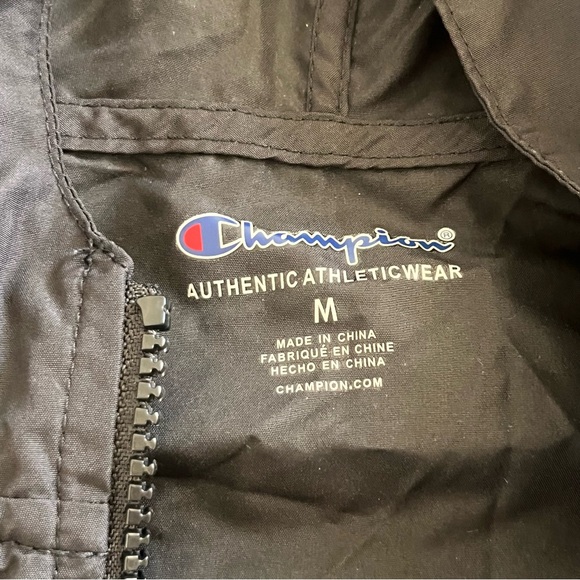 Champion®
AUTHENTIC ATHLETICWEAR
M
MADE IN CHINA
FABRIQUÉ EN CHINE
HECHO EN CHINA
CHAMPION.COM